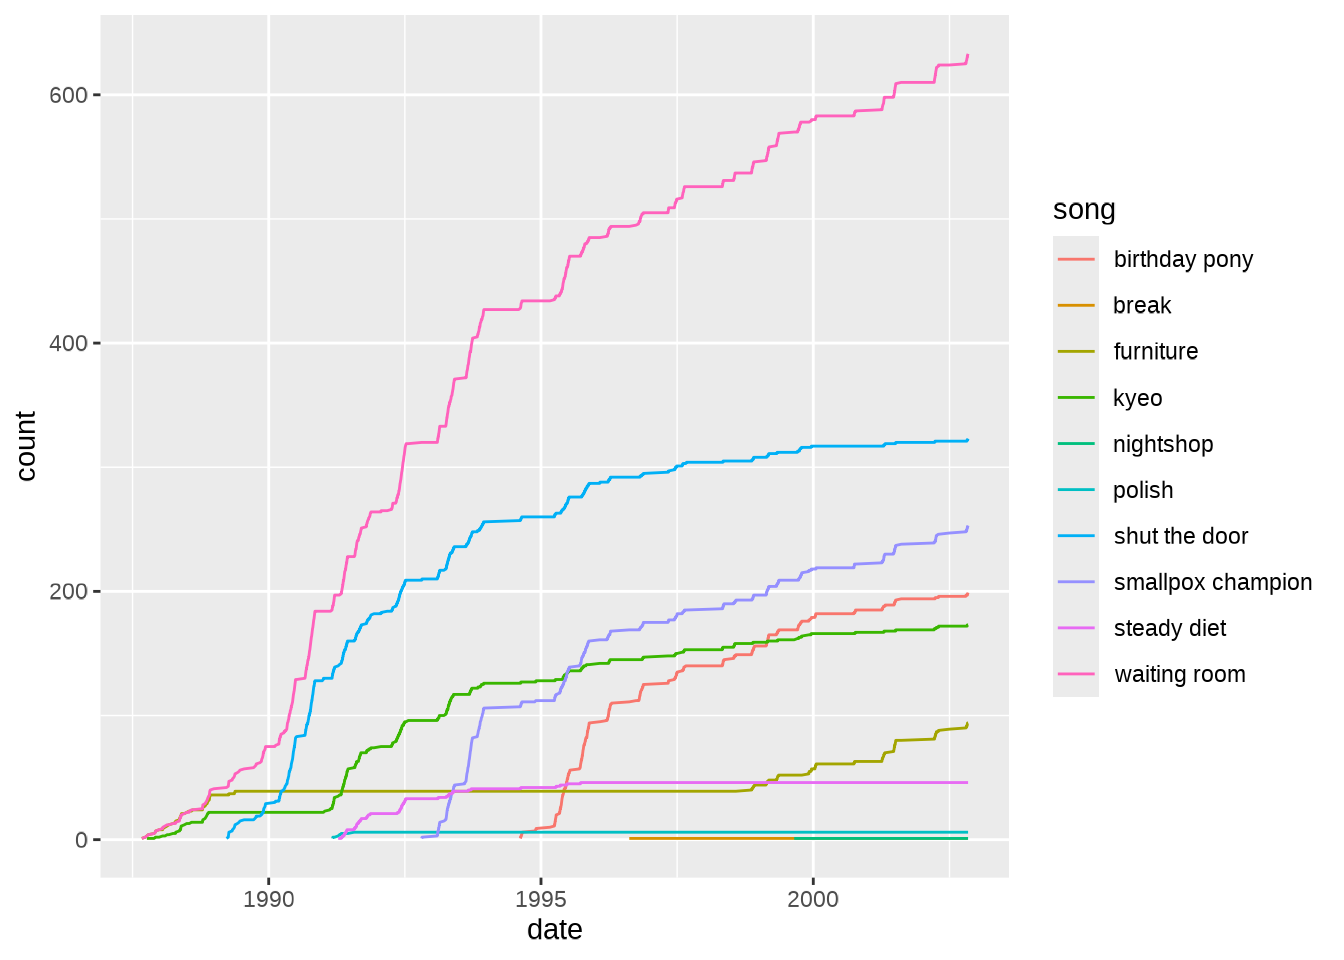 600
400
200
0
count
1990
1995
2000
date
song
birthday pony
break
furniture
kyeo
nightshop
polish
shut the door
smallpox champion
steady diet
waiting room